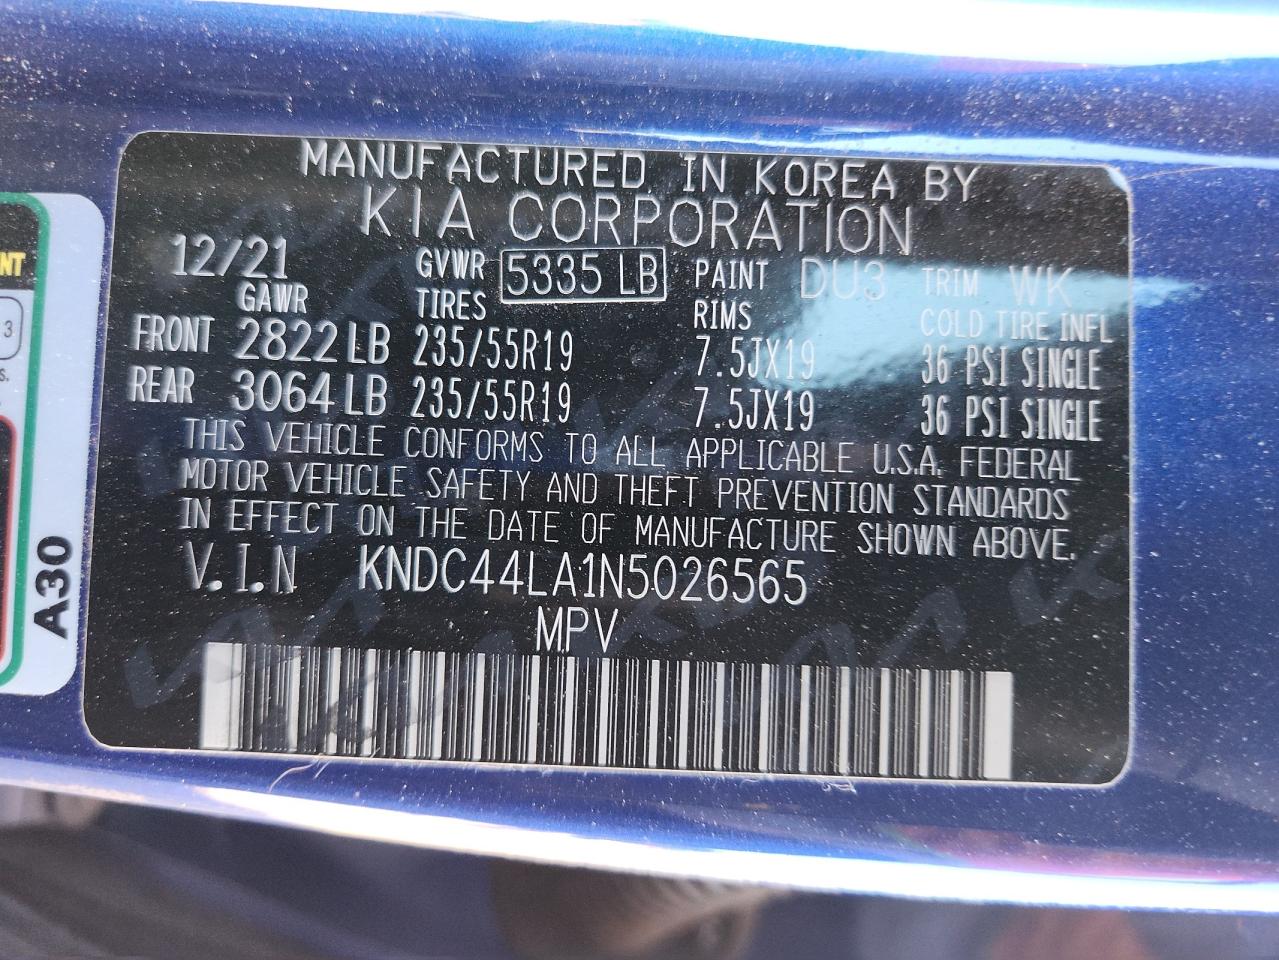 MANUFACTURED IN KOREA BY
KIA CORPORATION
12/21 GVWR 5335 LB PAINT DU3 TRIM WK
GAWR TIRES RIMS COLD TIRE INFL
FRONT 2822 LB 235/55R19 7.5JX19 36 PSI SINGLE
REAR 3064 LB 235/55R19 7.5JX19 36 PSI SINGLE
THIS VEHICLE CONFORMS TO ALL APPLICABLE U.S.A. FEDERAL
MOTOR VEHICLE SAFETY AND THEFT PREVENTION STANDARDS
IN EFFECT ON THE DATE OF MANUFACTURE SHOWN ABOVE.
V.I.N KNDC44LA1N5026565
MPV
NT
3
s.
A30